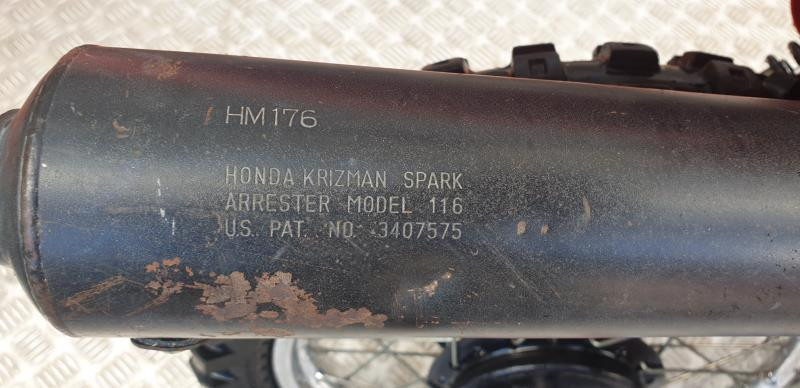 HM176
HONDA KRIZMAN SPARK
ARRESTER MODEL 116
U.S. PAT. NO. 3407575